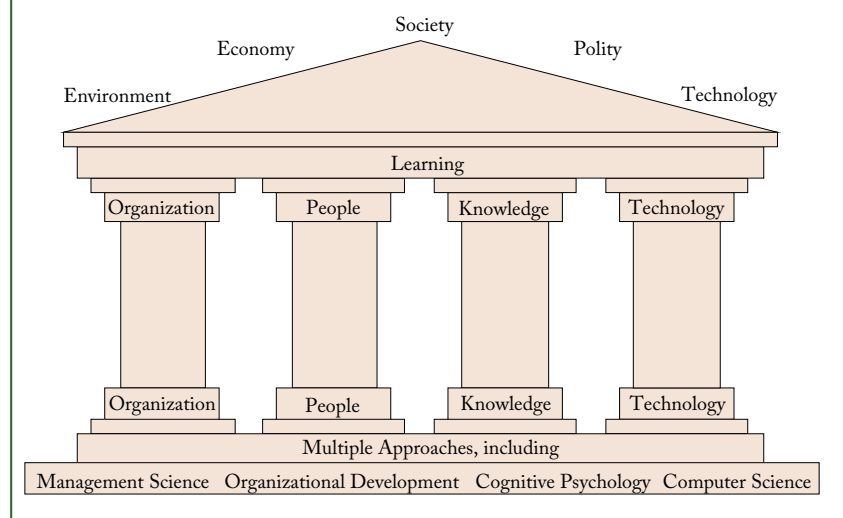 Society
Economy Polity
Environment Technology
Learning
Organization People Knowledge Technology
Organization People Knowledge Technology
Multiple Approaches, including
Management Science Organizational Development Cognitive Psychology Computer Science